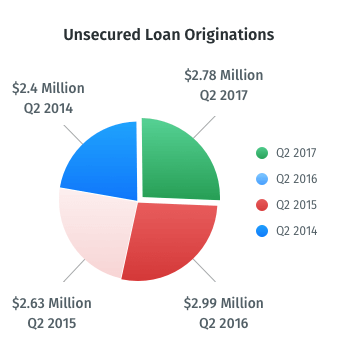 Unsecured Loan Originations
$2.78 Million
Q2 2017
$2.4 Million
Q2 2014
Q2 2017
Q2 2016
Q2 2015
Q2 2014
$2.63 Million
Q2 2015
$2.99 Million
Q2 2016